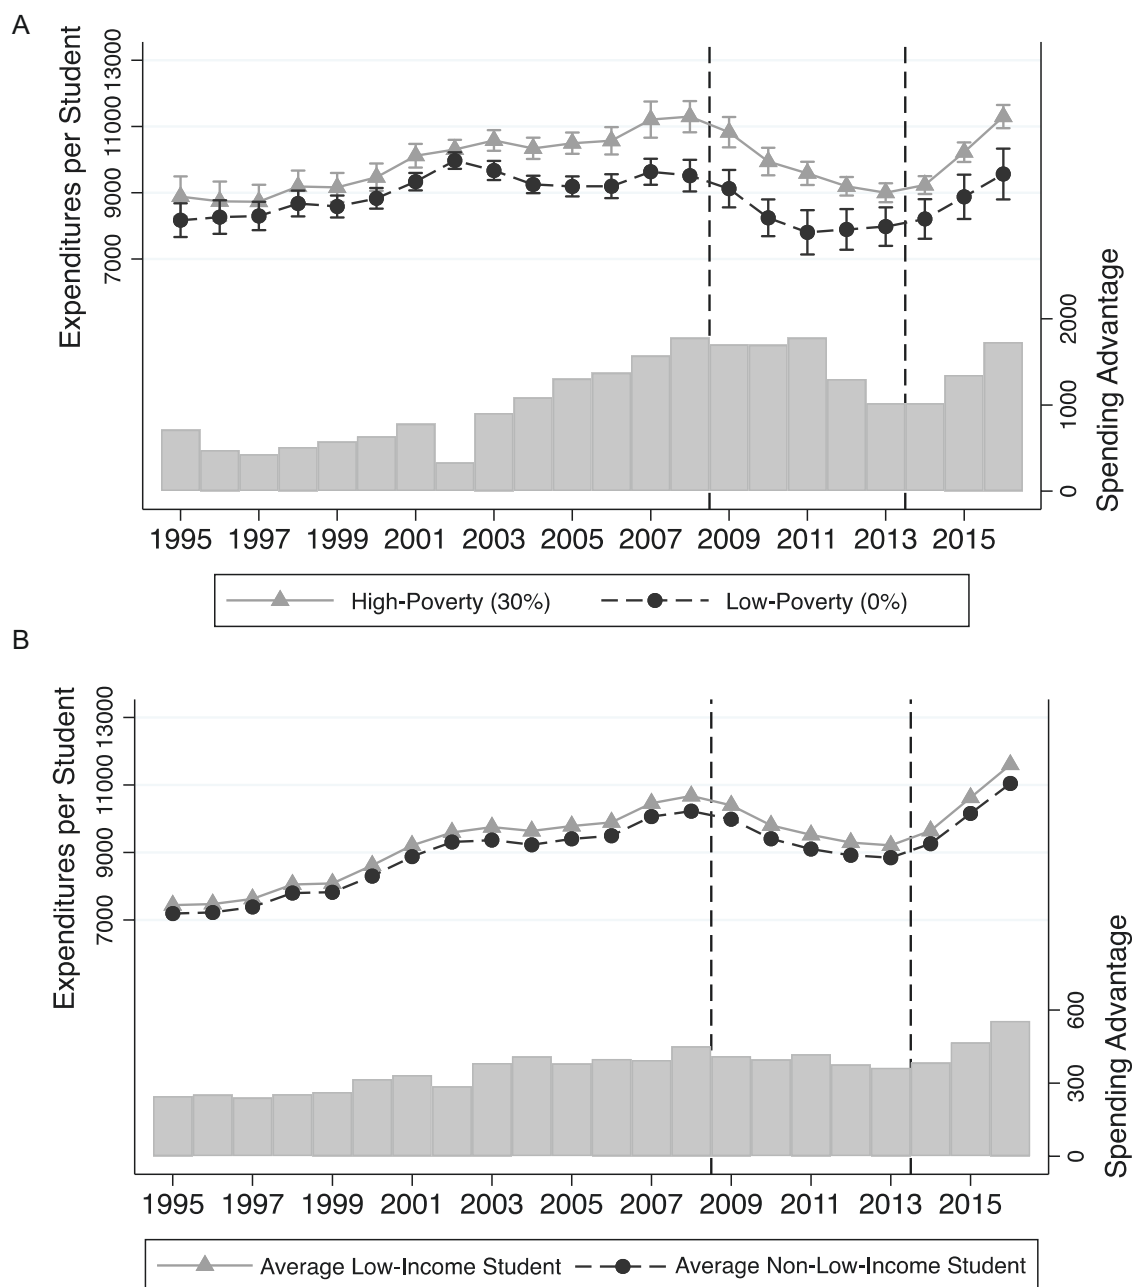 A
Expenditures per Student
13000
11000
9000
7000
Spending Advantage
2000
1000
0
1995 1997 1999 2001 2003 2005 2007 2009 2011 2013 2015
High-Poverty (30%) Low-Poverty (0%)
B
Expenditures per Student
13000
11000
9000
7000
Spending Advantage
600
300
0
1995 1997 1999 2001 2003 2005 2007 2009 2011 2013 2015
Average Low-Income Student Average Non-Low-Income Student